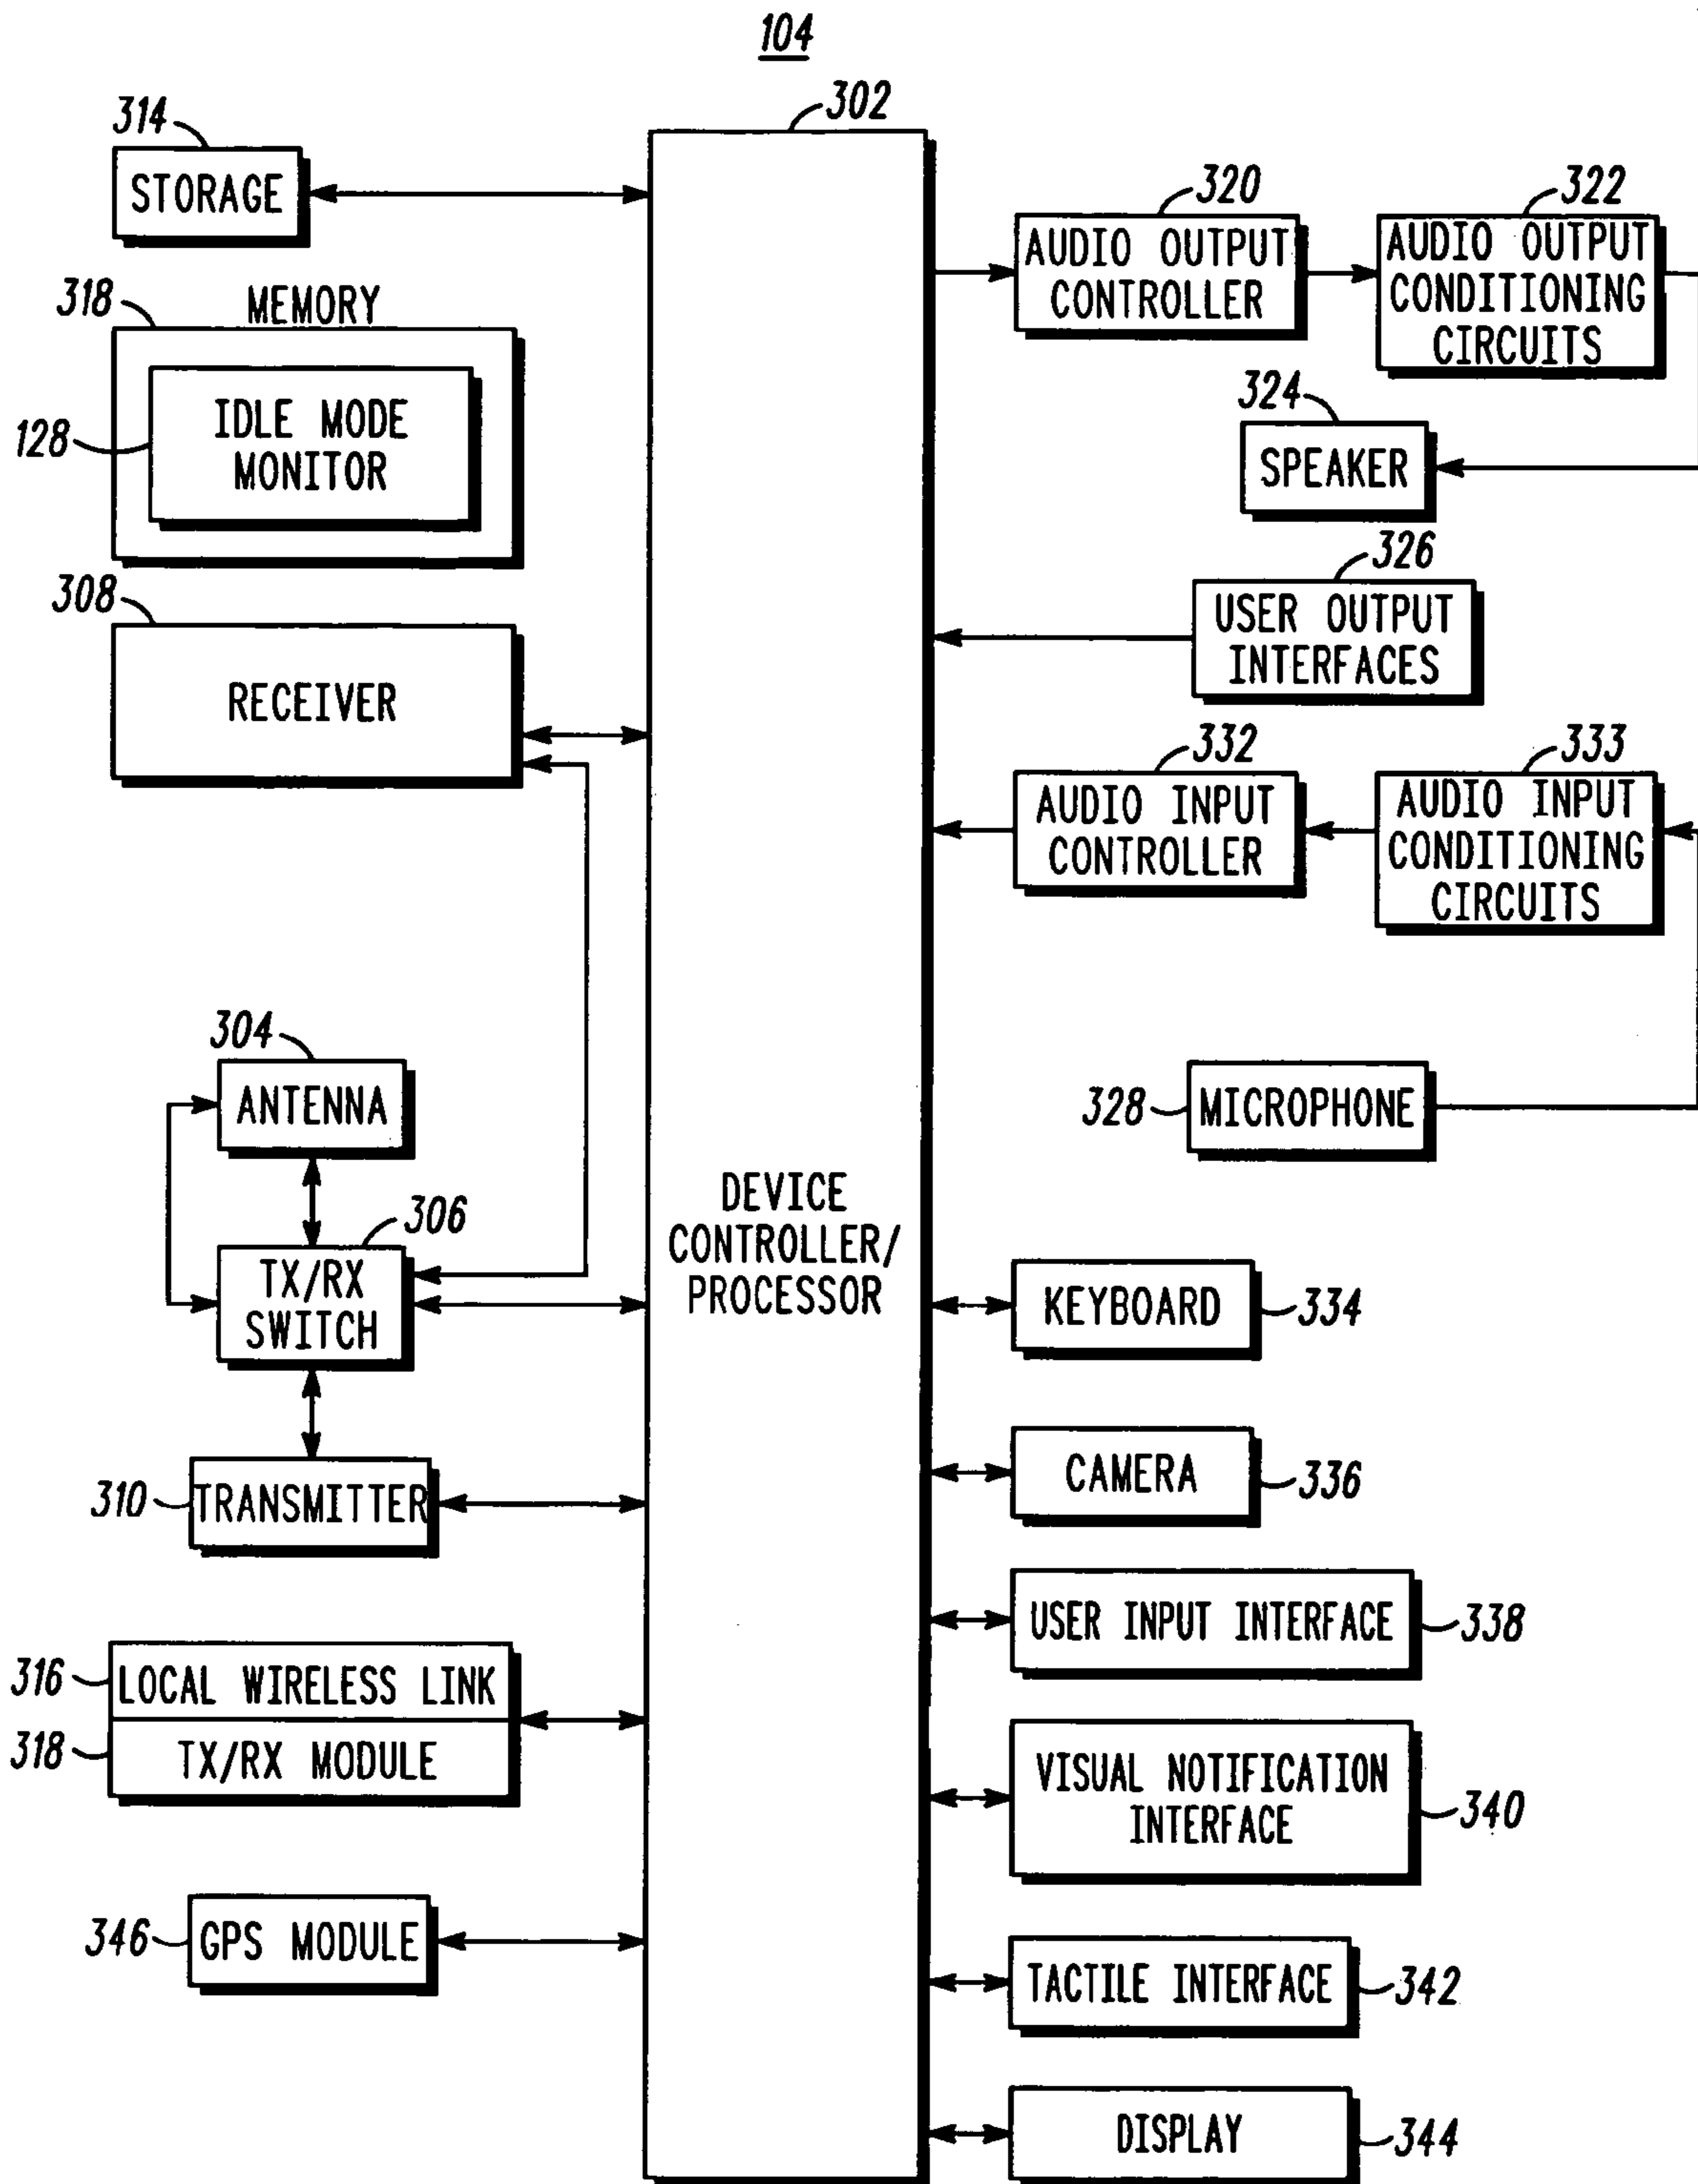 104
302
314
STORAGE
318
MEMORY
128
IDLE MODE
MONITOR
308
RECEIVER
304
ANTENNA
306
TX/RX
SWITCH
310
TRANSMITTER
316
LOCAL WIRELESS LINK
318
TX/RX MODULE
346
GPS MODULE
DEVICE
CONTROLLER/
PROCESSOR
320
AUDIO OUTPUT
CONTROLLER
322
AUDIO OUTPUT
CONDITIONING
CIRCUITS
324
SPEAKER
326
USER OUTPUT
INTERFACES
332
AUDIO INPUT
CONTROLLER
333
AUDIO INPUT
CONDITIONING
CIRCUITS
328
MICROPHONE
KEYBOARD
334
CAMERA
336
USER INPUT INTERFACE
338
VISUAL NOTIFICATION
INTERFACE
340
TACTILE INTERFACE
342
DISPLAY
344